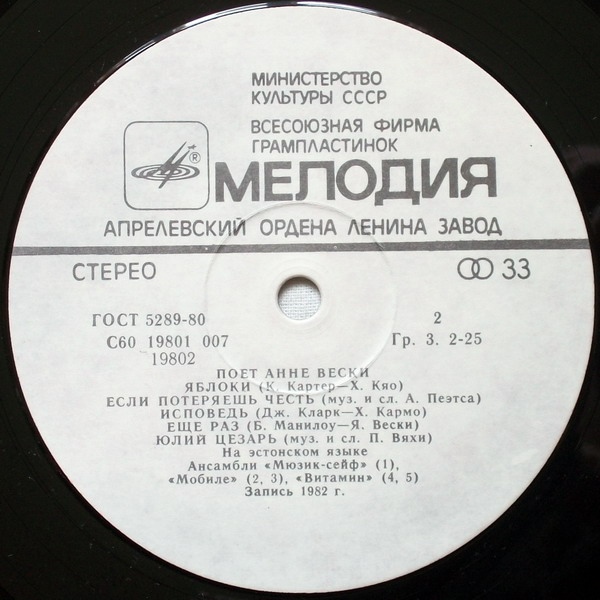 МИНИСТЕРСТВО
КУЛЬТУРЫ СССР
ВСЕСОЮЗНАЯ ФИРМА
ГРАМПЛАСТИНОК
®
МЕЛОДИЯ
АПРЕЛЕВСКИЙ ОРДЕНА ЛЕНИНА ЗАВОД
СТЕРЕО
33
ГОСТ 5289-80
2
С60 19801 007
Гр. 3. 2-25
19802
ПОЕТ АННЕ ВЕСКИ
ЯБЛОКИ (К. Картер—Х. Кяо)
ЕСЛИ ПОТЕРЯЕШЬ ЧЕСТЬ (муз. и сл. А. Пеэтса)
ИСПОВЕДЬ (Дж. Кларк—Х. Кармо)
ЕЩЕ РАЗ (Б. Манилоу—Я. Вески)
ЮЛИЙ ЦЕЗАРЬ (муз. и сл. П. Вяхи)
На эстонском языке
Ансамбли «Мюзик-сейф» (1),
«Мобиле» (2, 3), «Витамин» (4, 5)
Запись 1982 г.